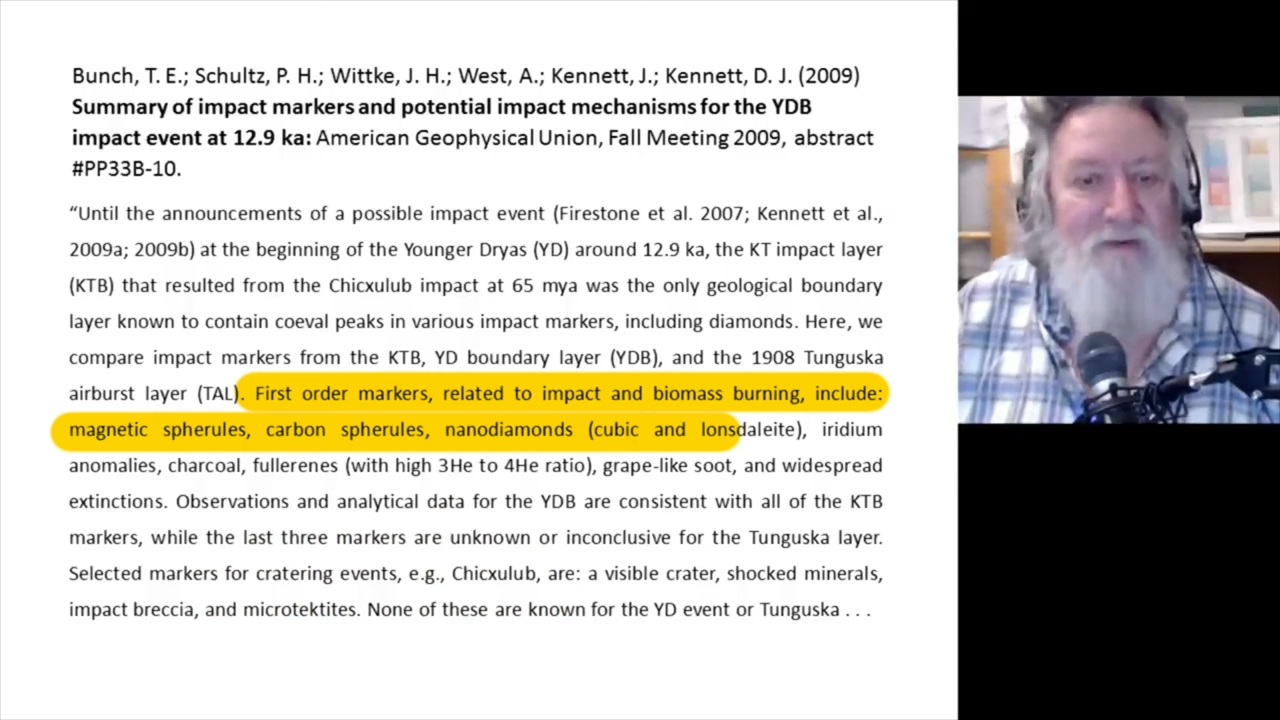 Bunch, T. E.; Schultz, P. H.; Wittke, J. H.; West, A.; Kennett, J.; Kennett, D. J. (2009)
Summary of impact markers and potential impact mechanisms for the YDB
impact event at 12.9 ka: American Geophysical Union, Fall Meeting 2009, abstract
#PP33B-10.
“Until the announcements of a possible impact event (Firestone et al. 2007; Kennett et al.,
2009a; 2009b) at the beginning of the Younger Dryas (YD) around 12.9 ka, the KT impact layer
(KTB) that resulted from the Chicxulub impact at 65 mya was the only geological boundary
layer known to contain coeval peaks in various impact markers, including diamonds. Here, we
compare impact markers from the KTB, YD boundary layer (YDB), and the 1908 Tunguska
airburst layer (TAL). First order markers, related to impact and biomass burning, include:
magnetic spherules, carbon spherules, nanodiamonds (cubic and lonsdaleite), iridium
anomalies, charcoal, fullerenes (with high 3He to 4He ratio), grape-like soot, and widespread
extinctions. Observations and analytical data for the YDB are consistent with all of the KTB
markers, while the last three markers are unknown or inconclusive for the Tunguska layer.
Selected markers for cratering events, e.g., Chicxulub, are: a visible crater, shocked minerals,
impact breccia, and microtektites. None of these are known for the YD event or Tunguska . . .